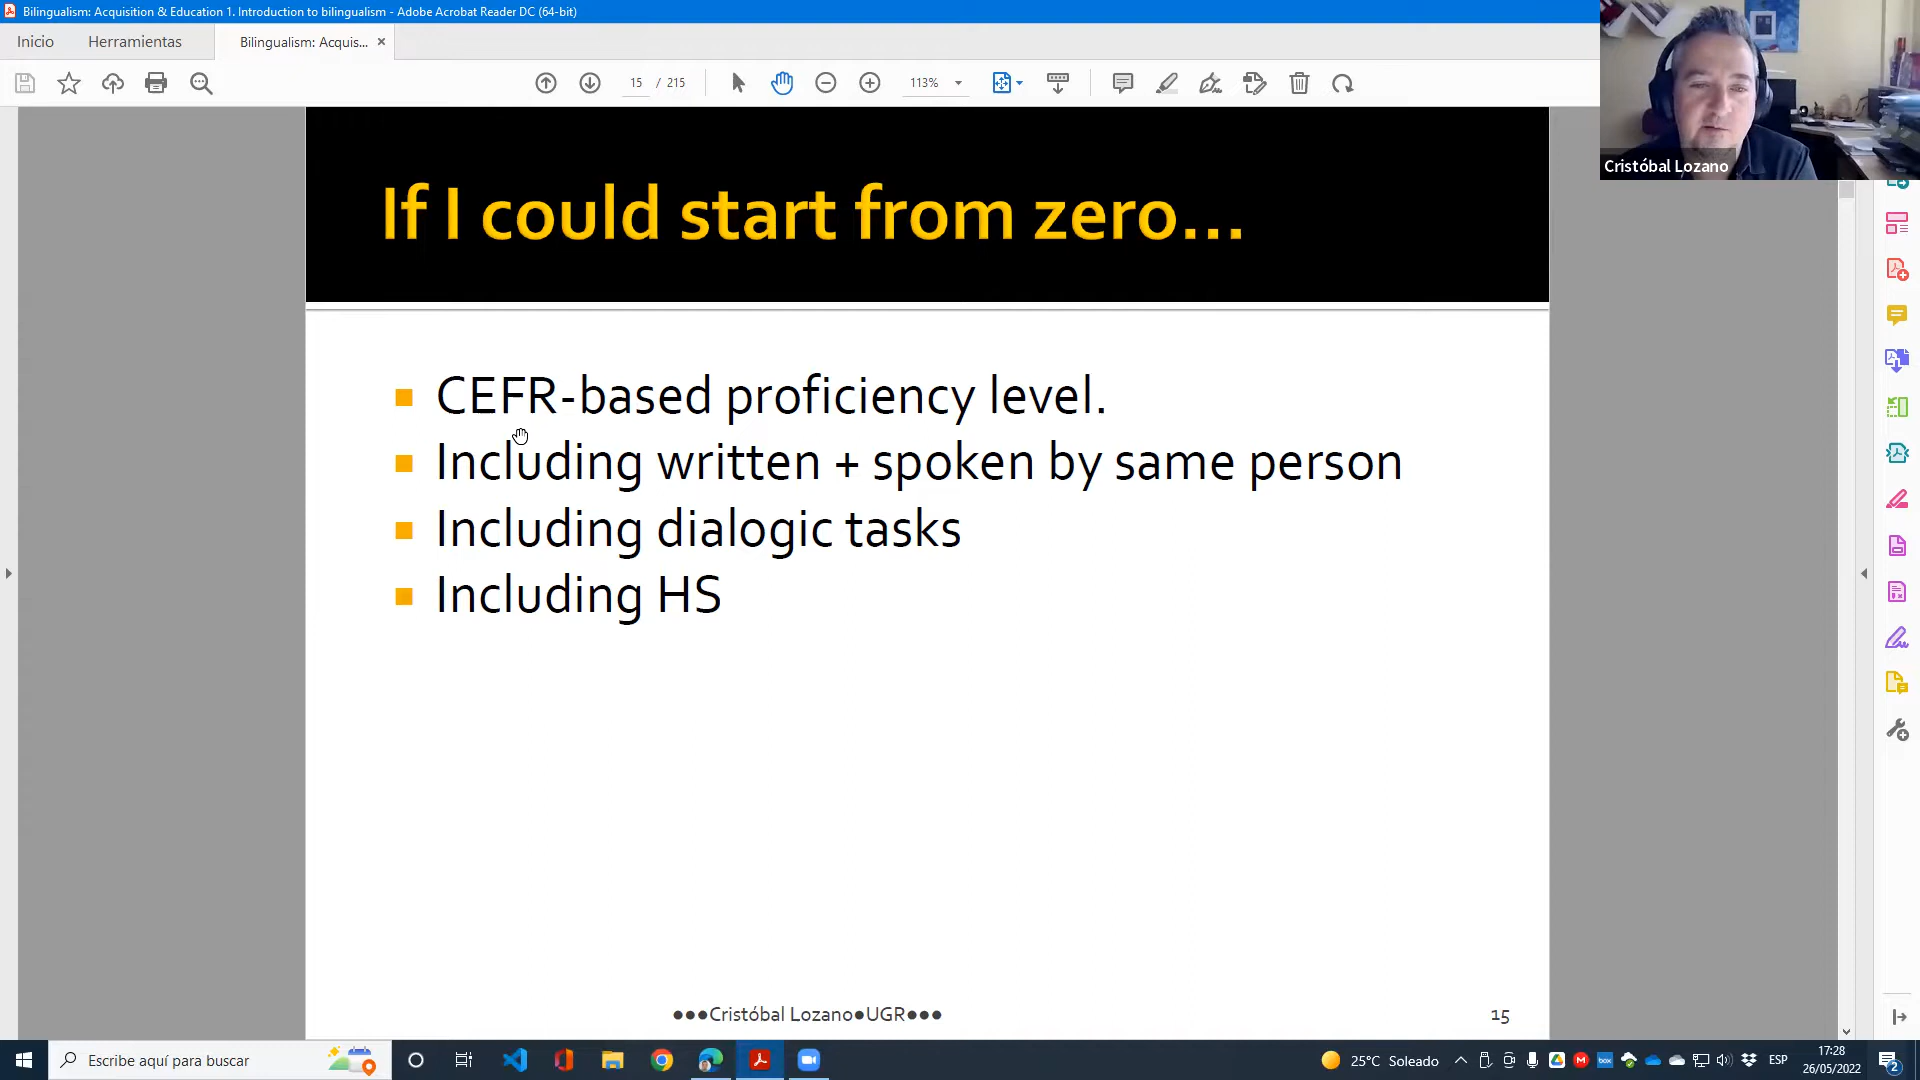 Bilingualism: Acquisition & Education 1. Introduction to bilingualism - Adobe Acrobat Reader DC (64-bit)
Inicio
Herramientas
Bilingualism: Acquis...
15 / 215
113%
Cristóbal Lozano
If I could start from zero...
CEFR-based proficiency level.
Including written + spoken by same person
Including dialogic tasks
Including HS
●●●Cristóbal Lozano●UGR●●●
15
Escribe aquí para buscar
25°C Soleado
ESP
17:28
26/05/2022
2